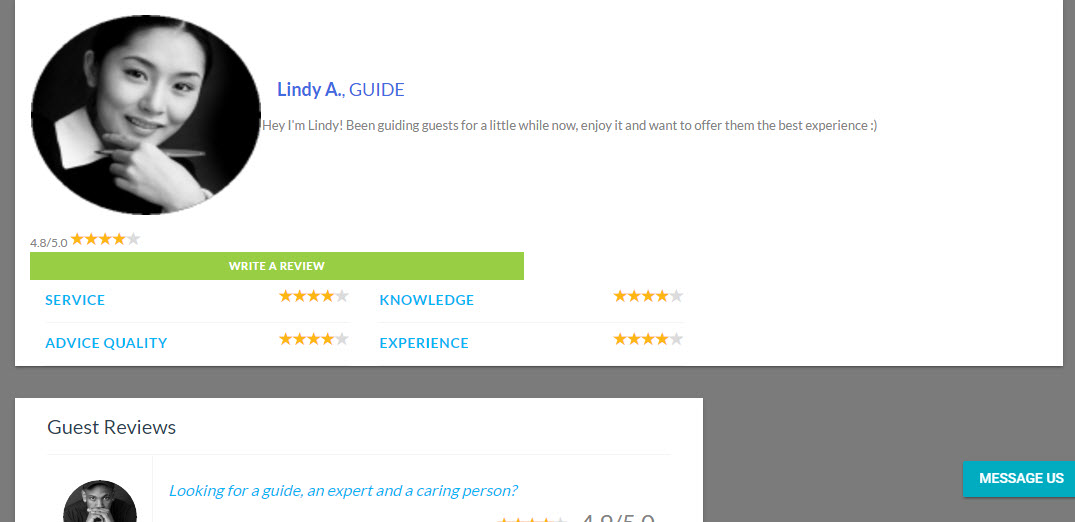 Lindy A., GUIDE
Hey I'm Lindy! Been guiding guests for a little while now, enjoy it and want to offer them the best experience :)
4.8/5.0
WRITE A REVIEW
SERVICE
KNOWLEDGE
ADVICE QUALITY
EXPERIENCE
Guest Reviews
MESSAGE US
Looking for a guide, an expert and a caring person?